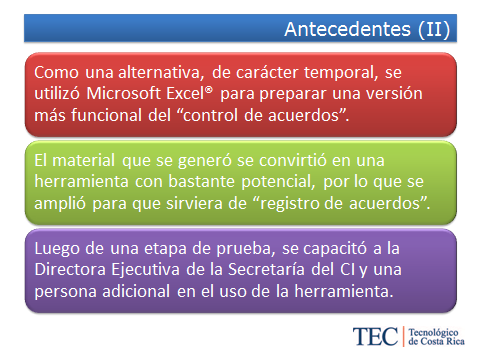 Antecedentes (II)
Como una alternativa, de carácter temporal, se
utilizó Microsoft Excel® para preparar una versión
más funcional del “control de acuerdos”.
El material que se generó se convirtió en una
herramienta con bastante potencial, por lo que se
amplió para que sirviera de “registro de acuerdos”.
Luego de una etapa de prueba, se capacitó a la
Directora Ejecutiva de la Secretaría del CI y una
persona adicional en el uso de la herramienta.
TEC | Tecnológico
de Costa Rica